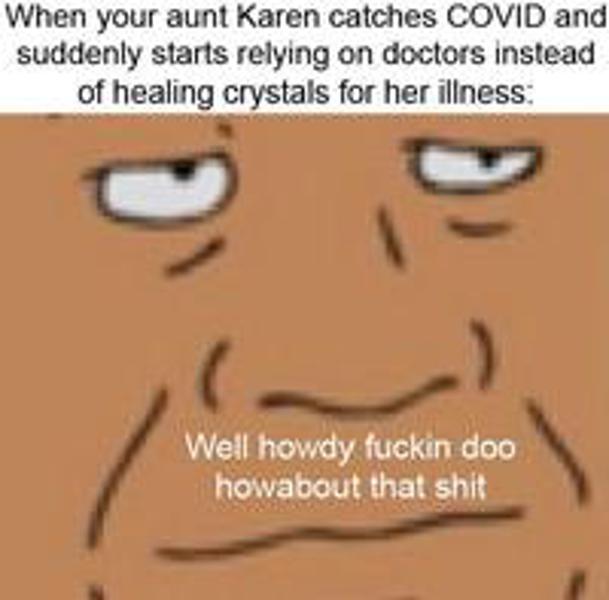 When your aunt Karen catches COVID and
suddenly starts relying on doctors instead
of healing crystals for her illness:
Well howdy fuckin doo
howabout that shit